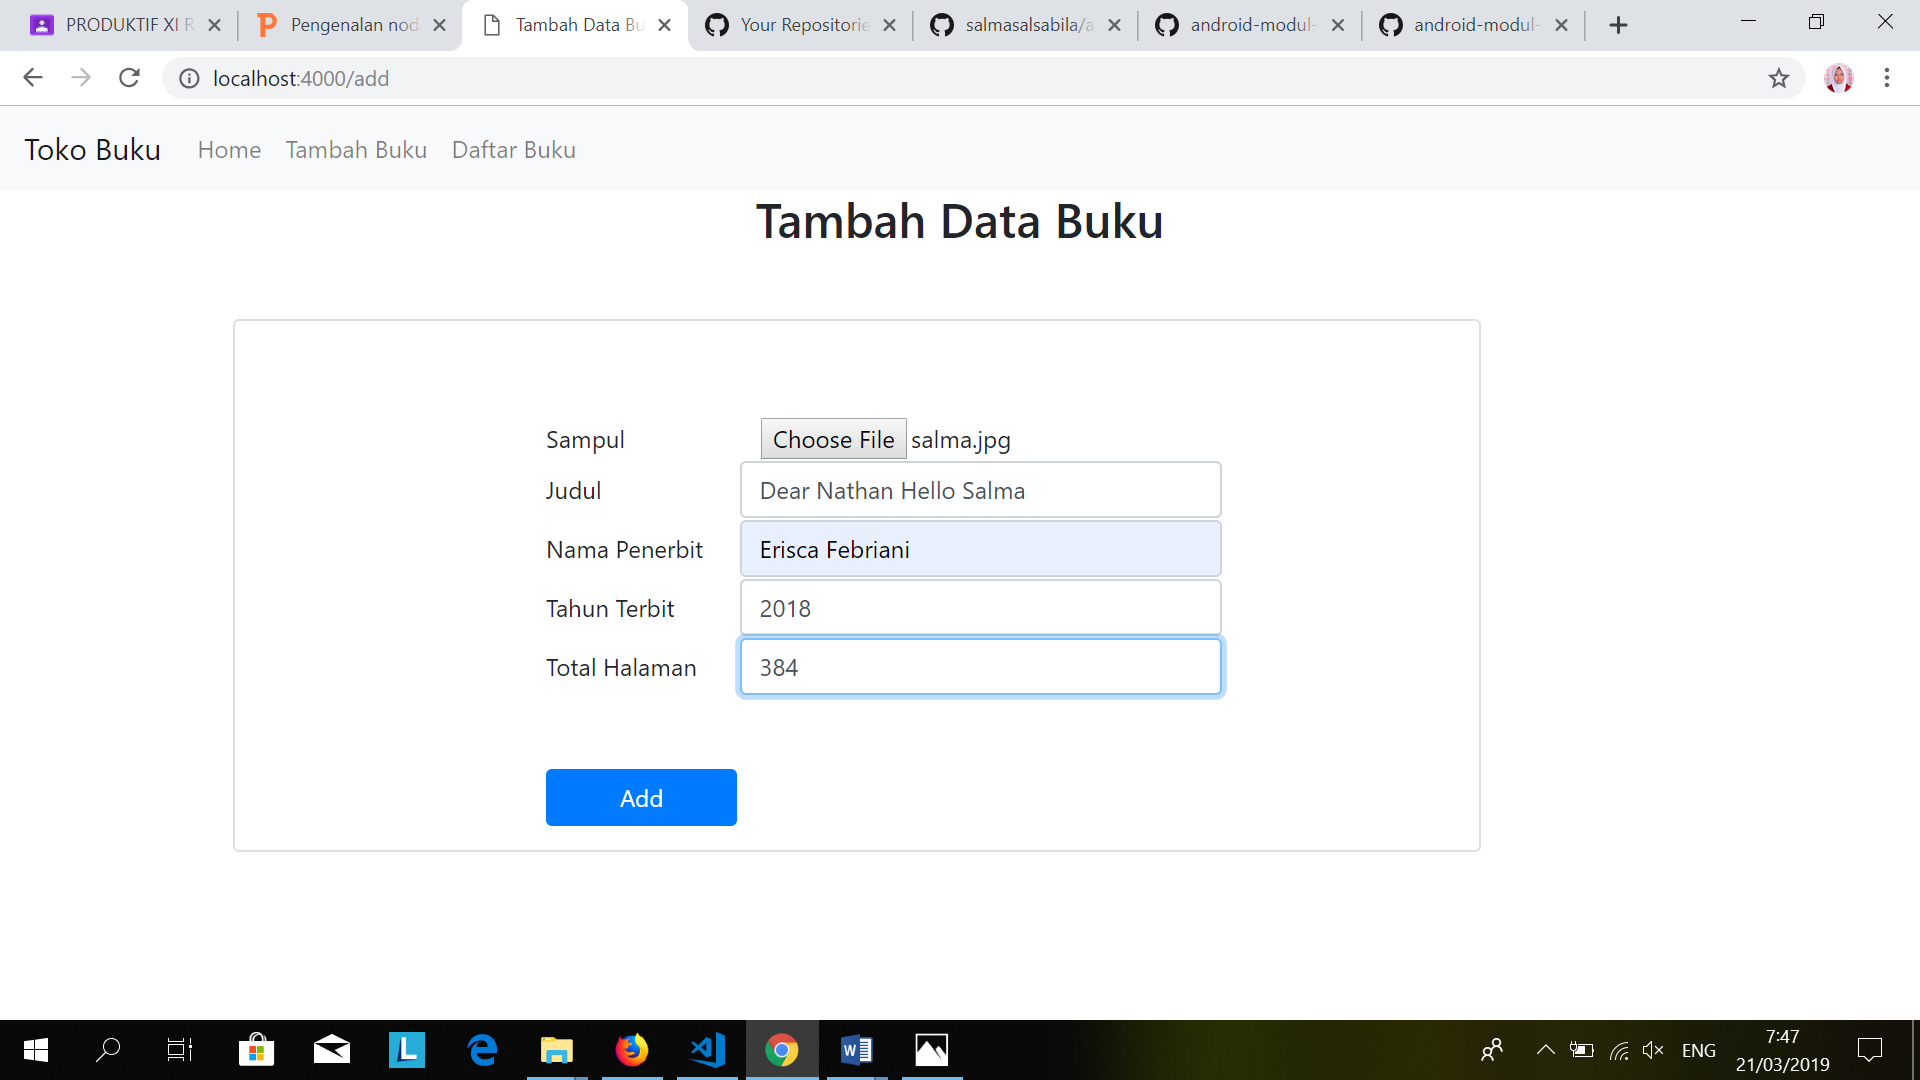 PRODUKTIF XI R
Pengenalan nod
Tambah Data Bu
Your Repositorie
salmasalsabila/a
android-modul-
android-modul-
localhost:4000/add
Toko Buku Home Tambah Buku Daftar Buku
Tambah Data Buku
Sampul Choose File salma.jpg
Judul Dear Nathan Hello Salma
Nama Penerbit Erisca Febriani
Tahun Terbit 2018
Total Halaman 384
Add
ENG
7:47
21/03/2019